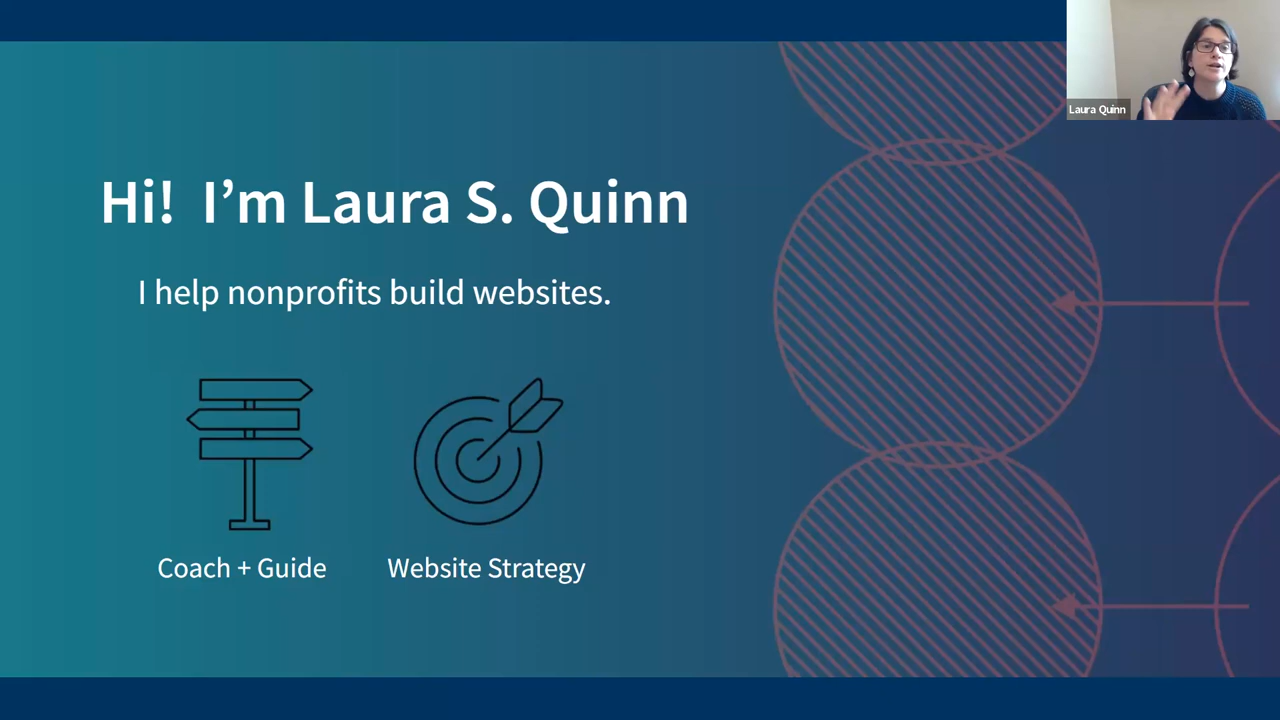 Laura Quinn
Hi! I’m Laura S. Quinn
I help nonprofits build websites.
Coach + Guide
Website Strategy